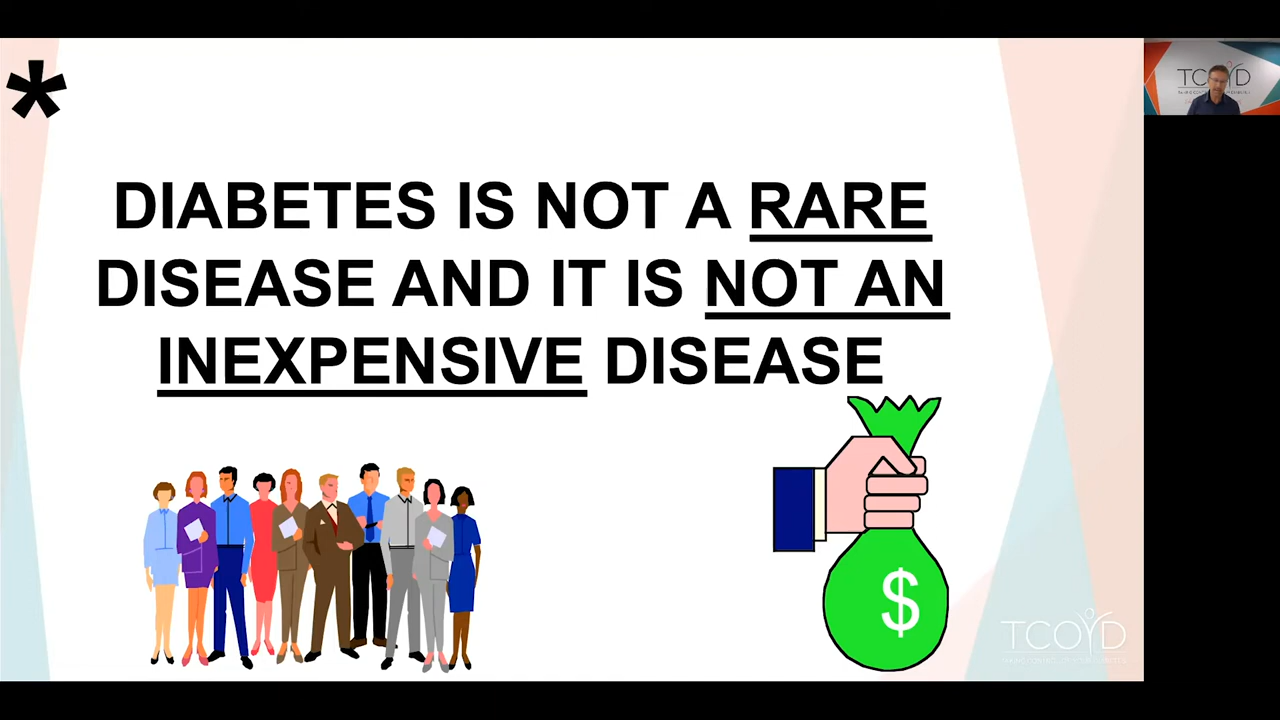 *
DIABETES IS NOT A RARE
DISEASE AND IT IS NOT AN
INEXPENSIVE DISEASE
$
TCOYD
TCOYD